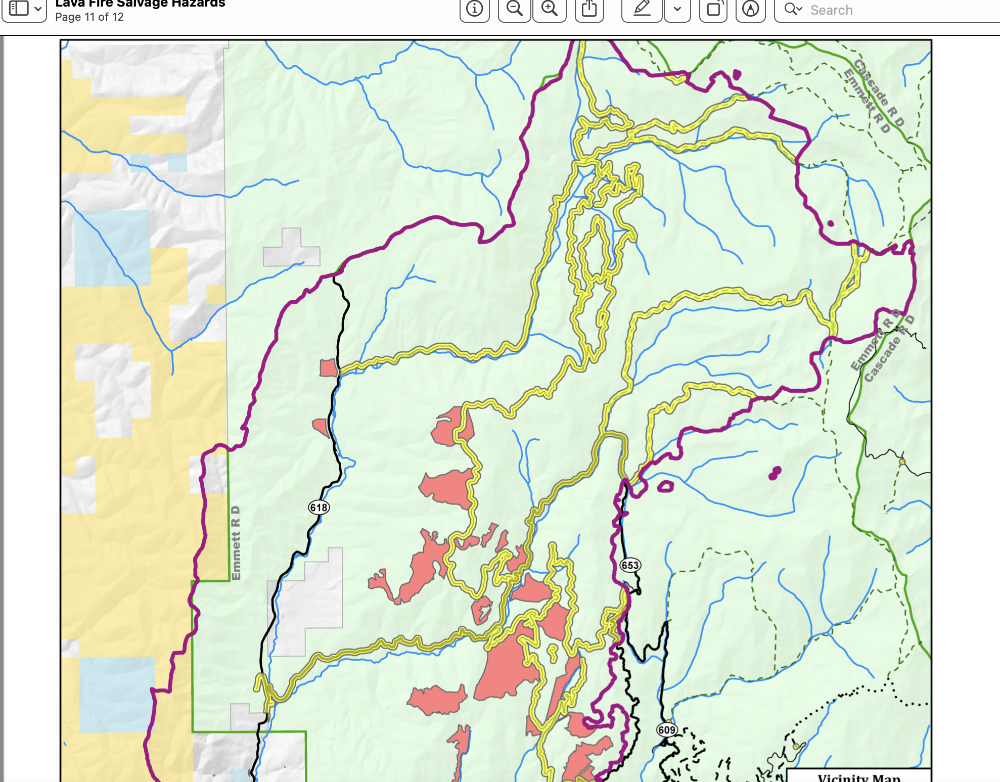 Lava Fire Salvage Hazards
Page 11 of 12
Search
Cascade R D
Emmett R D
Emmett R D
Cascade R D
618
Emmett R D
653
609
Vicinity Map